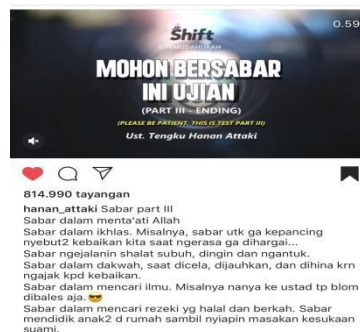 0.59
Shift
PEMUDAHIJRAH
MOHON BERSABAR
INI UJIAN
(PART III - ENDING)
(PLEASE BE PATIENT, THIS IS TEST PART III)
Ust. Tengku Hanan Attaki
814.990 tayangan
hanan_attaki Sabar part III
Sabar dalam menta'ati Allah
Sabar dalam ikhlas. Misalnya, sabar utk ga kepancing
nyebut2 kebaikan kita saat ngerasa ga dihargai...
Sabar ngejalanin shalat subuh, dingin dan ngantuk.
Sabar dalam dakwah, saat dicela, dijauhkan, dan dihina krn
ngajak kpd kebaikan.
Sabar dalam mencari ilmu. Misalnya nanya ke ustad tp blom
dibales aja. 😎
Sabar dalam mencari rezeki yg halal dan berkah. Sabar
mendidik anak2 d rumah sambil nyiapin masakan kesukaan
suami.